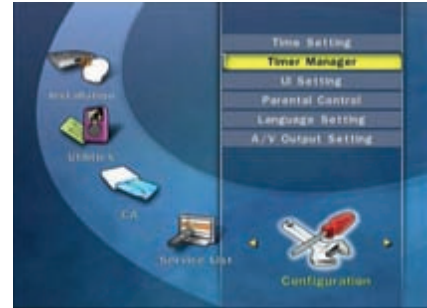 Time Setting
Timer Manager
UI Setting
Parental Control
Language Setting
A/V Output Setting
Installation
Utilities
CA
Service List
Configuration